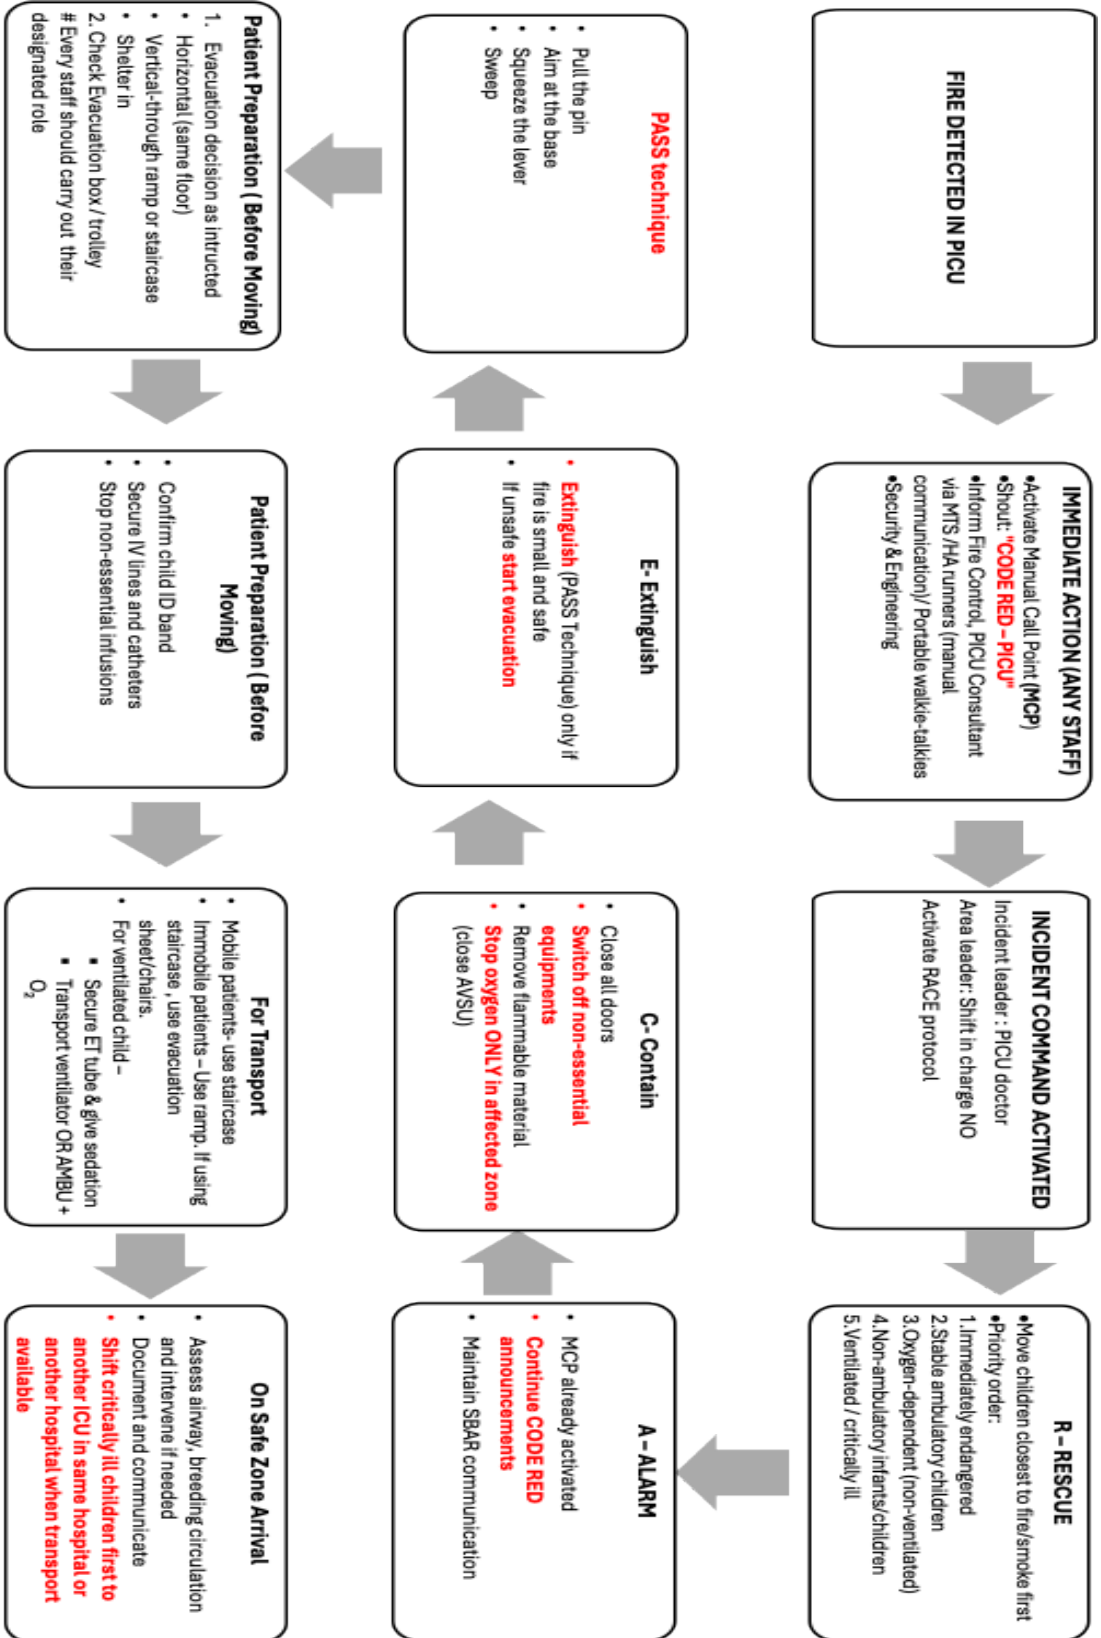 FIRE DETECTED IN PICU
IMMEDIATE ACTION (ANY STAFF)
•Activate Manual Call Point (MCP)
•Shout: "CODE RED – PICU"
•Inform Fire Control, PICU Consultant
via MTS /HA runners (manual
communication)/ Portable walkie-talkies
•Security & Engineering
INCIDENT COMMAND ACTIVATED
Incident leader : PICU doctor
Area leader: Shift in charge NO
Activate RACE protocol
R – RESCUE
•Move children closest to fire/smoke first
•Priority order:
1.Immediately endangered
2.Stable ambulatory children
3.Oxygen-dependent (non-ventilated)
4.Non-ambulatory infants/children
5.Ventilated / critically ill
A – ALARM
• MCP already activated
• Continue CODE RED
announcements
• Maintain SBAR communication
C- Contain
• Close all doors
• Switch off non-essential
equipments
• Remove flammable material
• Stop oxygen ONLY in affected zone
(close AVSU)
E- Extinguish
• Extinguish (PASS Technique) only if
fire is small and safe
• If unsafe start evacuation
PASS technique
• Pull the pin
• Aim at the base
• Squeeze the lever
• Sweep
Patient Preparation ( Before Moving)
1. Evacuation decision as intructed
• Horizontal (same floor)
• Vertical-through ramp or staircase
• Shelter in
2. Check Evacuation box / trolley
# Every staff should carry out their
designated role
Patient Preparation ( Before
Moving)
• Confirm child ID band
• Secure IV lines and catheters
• Stop non-essential infusions
For Transport
• Mobile patients- use staircase
• Immobile patients – Use ramp. If using
staircase , use evacuation
sheet/chairs.
• For ventilated child –
▪ Secure ET tube & give sedation
▪ Transport ventilator OR AMBU +
O₂
On Safe Zone Arrival
• Assess airway, breeding circulation
and intervene if needed
• Document and communicate
• Shift critically ill children first to
another ICU in same hospital or
another hospital when transport
available